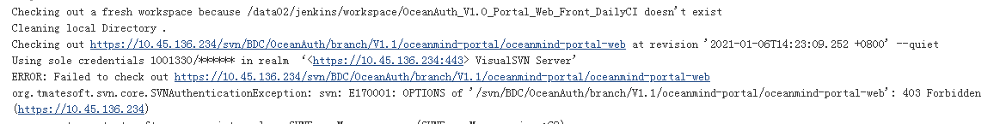 Checking out a fresh workspace because /data02/jenkins/workspace/OceanAuth_V1.0_Portal_Web_Front_DailyCI doesn't exist
Cleaning local Directory .
Checking out https://10.45.136.234/svn/BDC/OceanAuth/branch/V1.1/oceanmind-portal/oceanmind-portal-web at revision '2021-01-06T14:23:09.252 +0800' --quiet
Using sole credentials 1001330/****** in realm ‘<https://10.45.136.234:443> VisualSVN Server’
ERROR: Failed to check out https://10.45.136.234/svn/BDC/OceanAuth/branch/V1.1/oceanmind-portal/oceanmind-portal-web
org.tmatesoft.svn.core.SVNAuthenticationException: svn: E170001: OPTIONS of '/svn/BDC/OceanAuth/branch/V1.1/oceanmind-portal/oceanmind-portal-web': 403 Forbidden
(https://10.45.136.234)